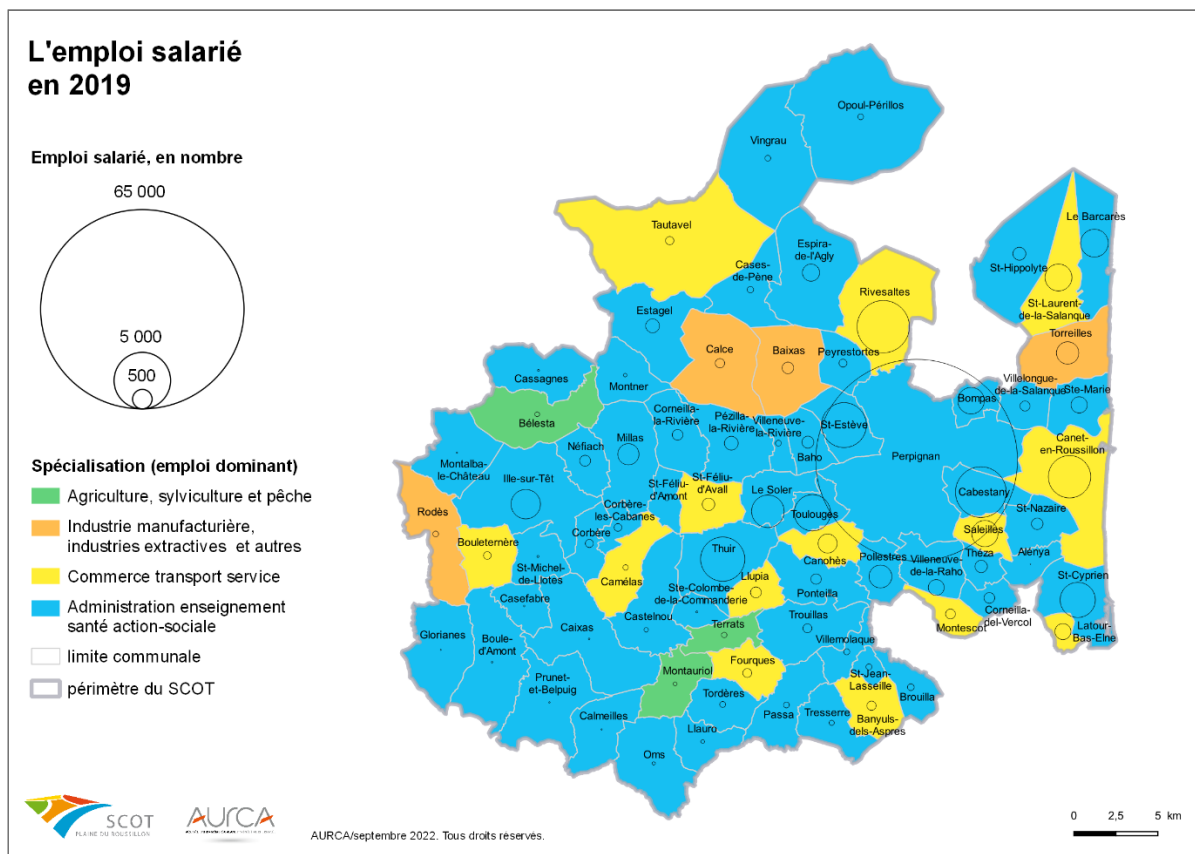 L'emploi salarié
en 2019
Emploi salarié, en nombre
65 000
5 000
500
Spécialisation (emploi dominant)
Agriculture, sylviculture et pêche
Industrie manufacturière,
industries extractives et autres
Commerce transport service
Administration enseignement
santé action-sociale
limite communale
périmètre du SCOT
Opoul-Périllos
Vingrau
Tautavel
Le Barcarès
Espira-
de-l'Agly
St-Hippolyte
Cases-
de-Pène
Rivesaltes
St-Laurent-
de-la-Salanque
Estagel
Torreilles
Calce
Baixas
Peyrestortes
Cassagnes
Montner
Villelongue-
de-la-Salanque
Ste-Marie
Bompas
Bélesta
Corneilla-
la-Rivière
Pézilla-
la-Rivière
Villeneuve-
la-Rivière
St-Estève
Canet-
en-Roussillon
Millas
Néfiach
Baho
Perpignan
Montalba-
le-Château
Ille-sur-Têt
St-Féliu-
d'Amont
St-Féliu-
d'Avall
Le Soler
Cabestany
Rodès
Corbère-
les-Cabanes
Toulouges
St-Nazaire
Corbère
Saleilles
Bouleternère
Thuir
Canohès
Pollestres
Villeneuve-
de-la-Raho
Théza
Alénya
St-Michel-
de-Llotes
Camélas
Llupia
St-Cyprien
Ste-Colombe-
de-la-Commanderie
Ponteilla
Casefabre
Corneilla-
del-Vercol
Castelnou
Terrats
Trouillas
Montescot
Latour-
Bas-Elne
Glorianes
Boule-
d'Amont
Caixas
Villemolaque
Fourques
Montauriol
St-Jean-
Lasseille
Prunet-
et-Belpuig
Tordères
Brouilla
Calmeilles
Passa
Tresserre
Banyuls-
dels-Aspres
Llauro
Oms
SCOT
PLAINE DU ROUSSILLON
AURCA
AURCA/septembre 2022. Tous droits réservés.
0 2,5 5 km